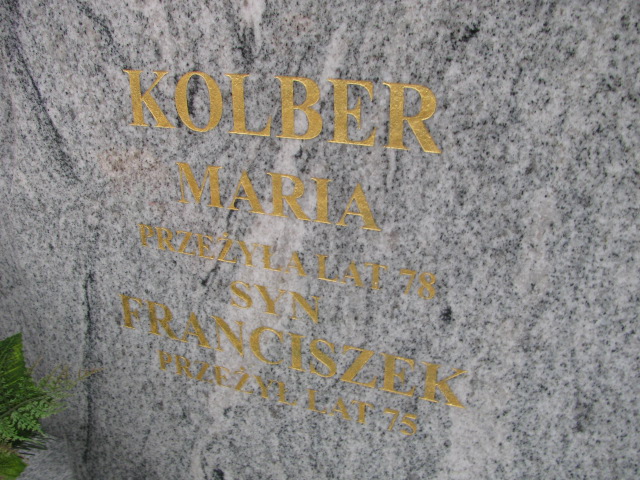 KOLBER
MARIA
PRZEŻYŁA LAT 78
SYN
FRANCISZEK
PRZEŻYŁ LAT 75